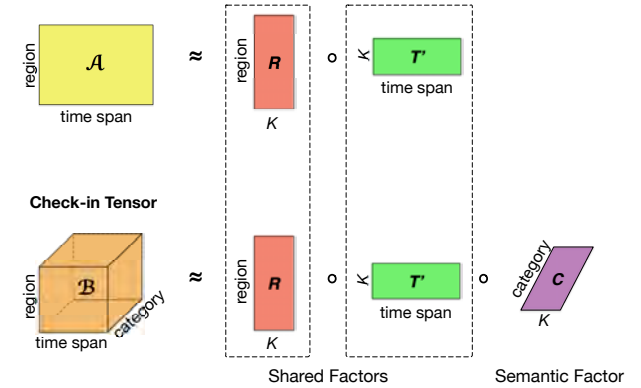 region
𝒜
time span
≈
region
R
K
∘
K
T'
time span
Check-in Tensor
region
ℬ
category
time span
≈
region
R
K
∘
K
T'
time span
∘
category
C
K
Shared Factors
Semantic Factor